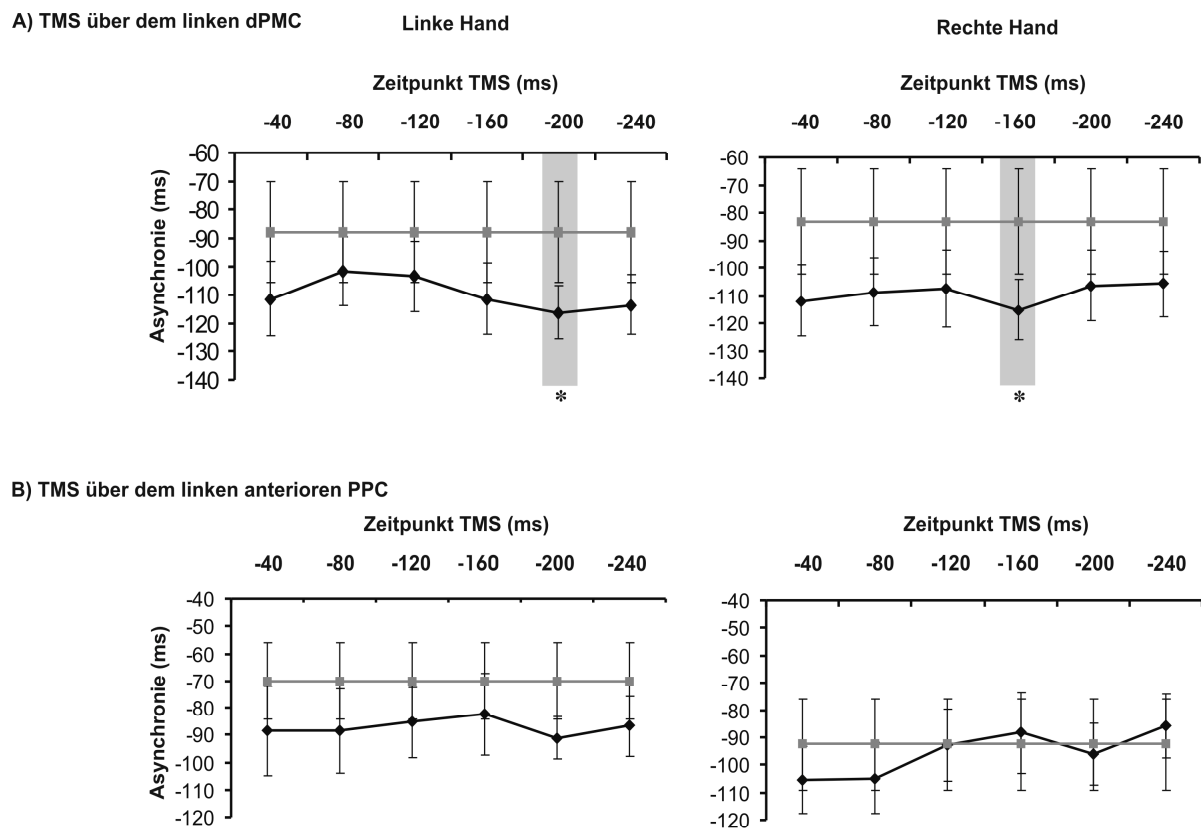 A) TMS über dem linken dPMC
Linke Hand
Rechte Hand
Zeitpunkt TMS (ms)
-40 -80 -120 -160 -200 -240
Asynchronie (ms)
-60
-70
-80
-90
-100
-110
-120
-130
-140
*
Zeitpunkt TMS (ms)
-40 -80 -120 -160 -200 -240
-60
-70
-80
-90
-100
-110
-120
-130
-140
*
B) TMS über dem linken anterioren PPC
Zeitpunkt TMS (ms)
-40 -80 -120 -160 -200 -240
Asynchronie (ms)
-40
-50
-60
-70
-80
-90
-100
-110
-120
Zeitpunkt TMS (ms)
-40 -80 -120 -160 -200 -240
-40
-50
-60
-70
-80
-90
-100
-110
-120